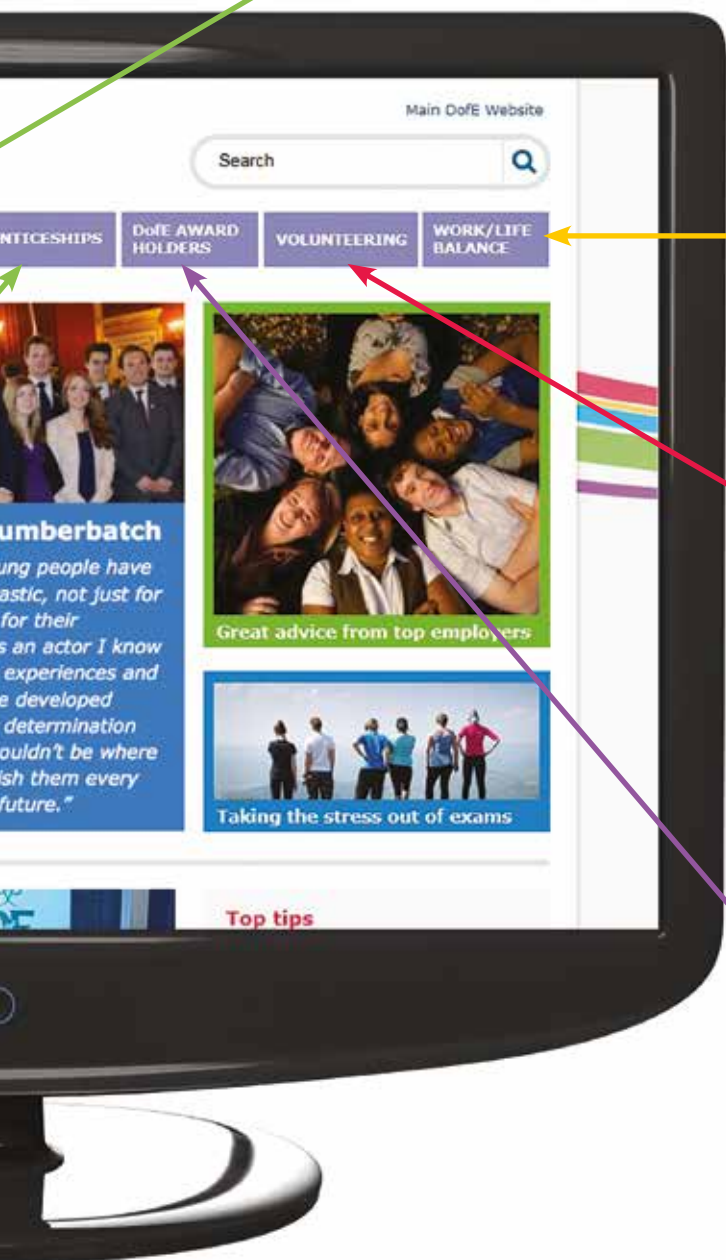 Main DofE Website
Search
NTICESHIPS
DofE AWARD
HOLDERS
VOLUNTEERING
WORK/LIFE
BALANCE
umberbatch
ung people have
astic, not just for
for their
s an actor I know
experiences and
e developed
determination
ouldn't be where
ish them every
future."
Great advice from top employers
Taking the stress out of exams
Top tips